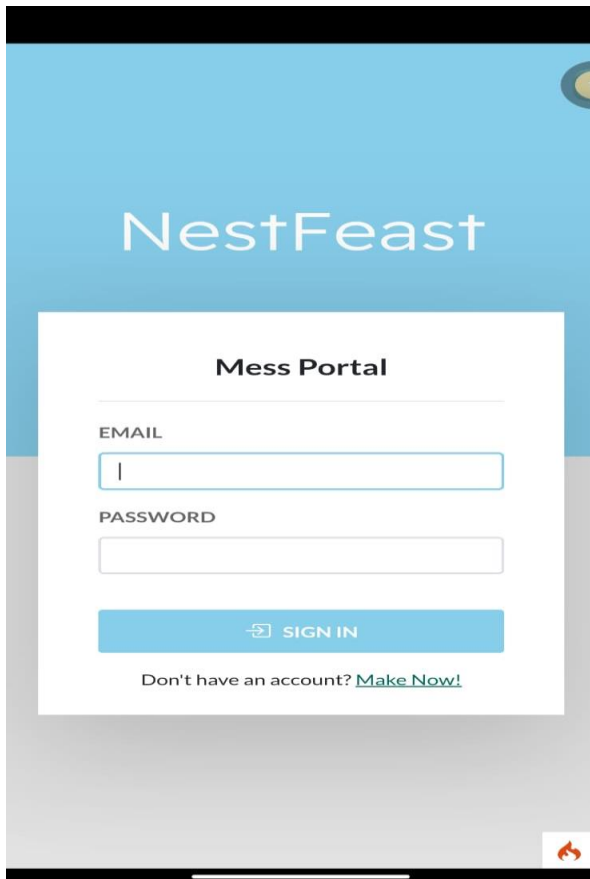 NestFeast
Mess Portal
EMAIL
PASSWORD
SIGN IN
Don't have an account? Make Now!